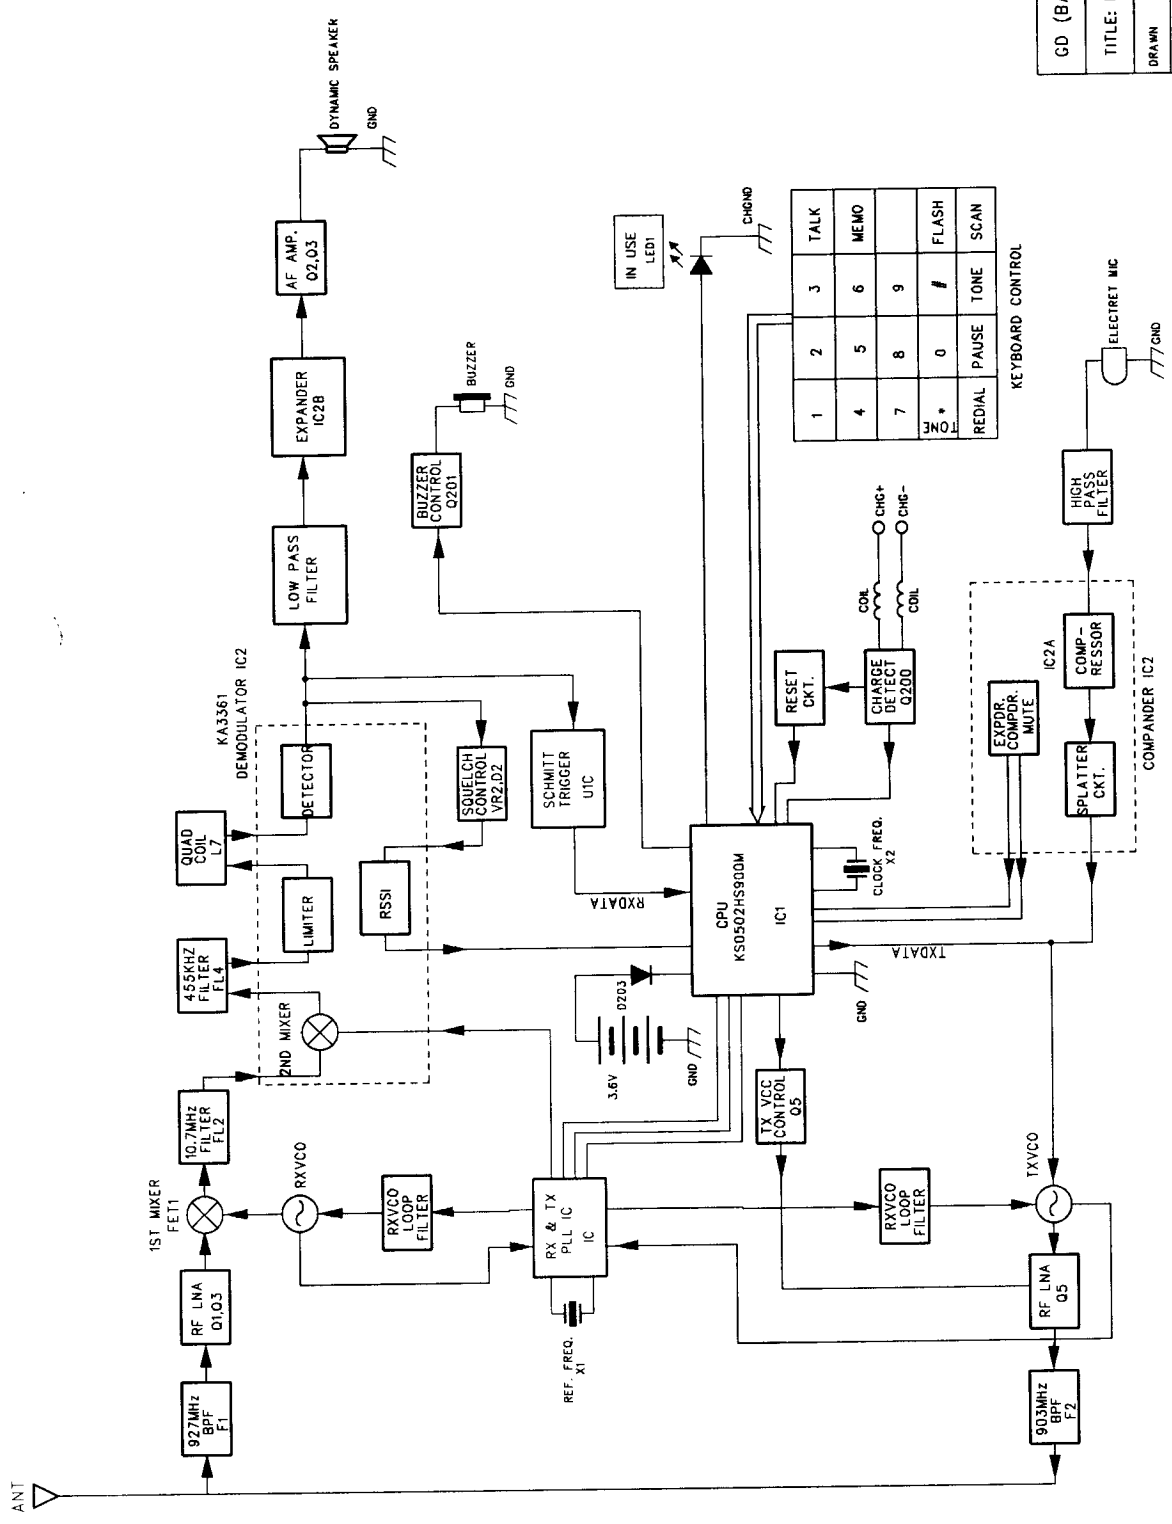 ANT
927MHz
BPF
F1
RF LNA
Q1,Q3
1ST MIXER
FET1
10.7MHz
FILTER
FL2
2ND MIXER
455KHZ
FILTER
FL4
LIMITER
QUAD
COIL
L7
DETECTOR
KA3361
DEMODULATOR IC2
LOW PASS
FILTER
EXPANDER
IC2B
AF AMP.
Q2,Q3
DYNAMIC SPEAKER
GND
RXVCO
RXVCO
LOOP
FILTER
RSSI
SQUELCH
CONTROL
VR2,D2
SCHMITT
TRIGGER
U1C
RXDATA
BUZZER
CONTROL
Q201
BUZZER
GND
REF. FREQ.
X1
RX & TX
PLL IC
IC
3.6V
D203
GND
CPU
KS0502HS900M
IC1
GND
CLOCK FREQ.
X2
TXDATA
IN USE
LED1
CHGND
RESET
CKT.
CHARGE
DETECT
Q200
COIL
COIL
CHG+
CHG-
1 2 3 TALK
4 5 6 MEMO
7 8 9
* TONE 0 # FLASH
REDIAL PAUSE TONE SCAN
KEYBOARD CONTROL
TX VCC
CONTROL
Q5
RXVCO
LOOP
FILTER
TXVCO
RF LNA
Q5
903MHz
BPF
F2
EXPDR.
COMPDR.
MUTE
IC2A
COMP-
RESSOR
SPLATTER
CKT.
COMPANDER IC2
HIGH
PASS
FILTER
ELECTRET MIC
GND
GD (BA
TITLE:
DRAWN